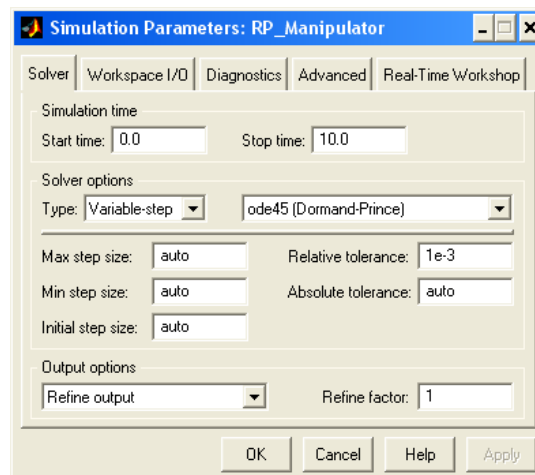 Simulation Parameters: RP_Manipulator
Solver Workspace I/O Diagnostics Advanced Real-Time Workshop
Simulation time
Start time: 0.0 Stop time: 10.0
Solver options
Type: Variable-step ode45 (Dormand-Prince)
Max step size: auto Relative tolerance: 1e-3
Min step size: auto Absolute tolerance: auto
Initial step size: auto
Output options
Refine output Refine factor: 1
OK Cancel Help Apply